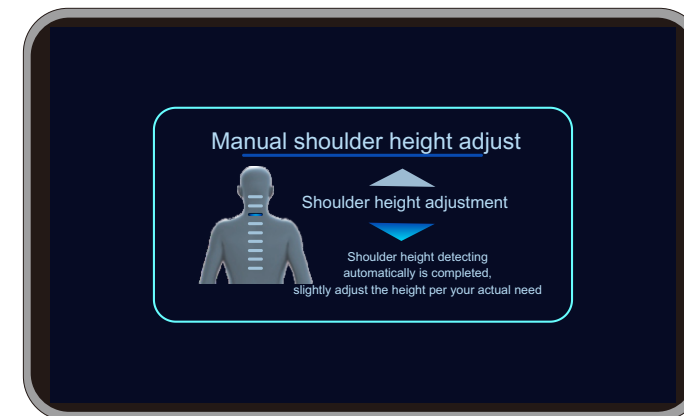 Manual shoulder height adjust
Shoulder height adjustment
Shoulder height detecting
automatically is completed,
slightly adjust the height per your actual need